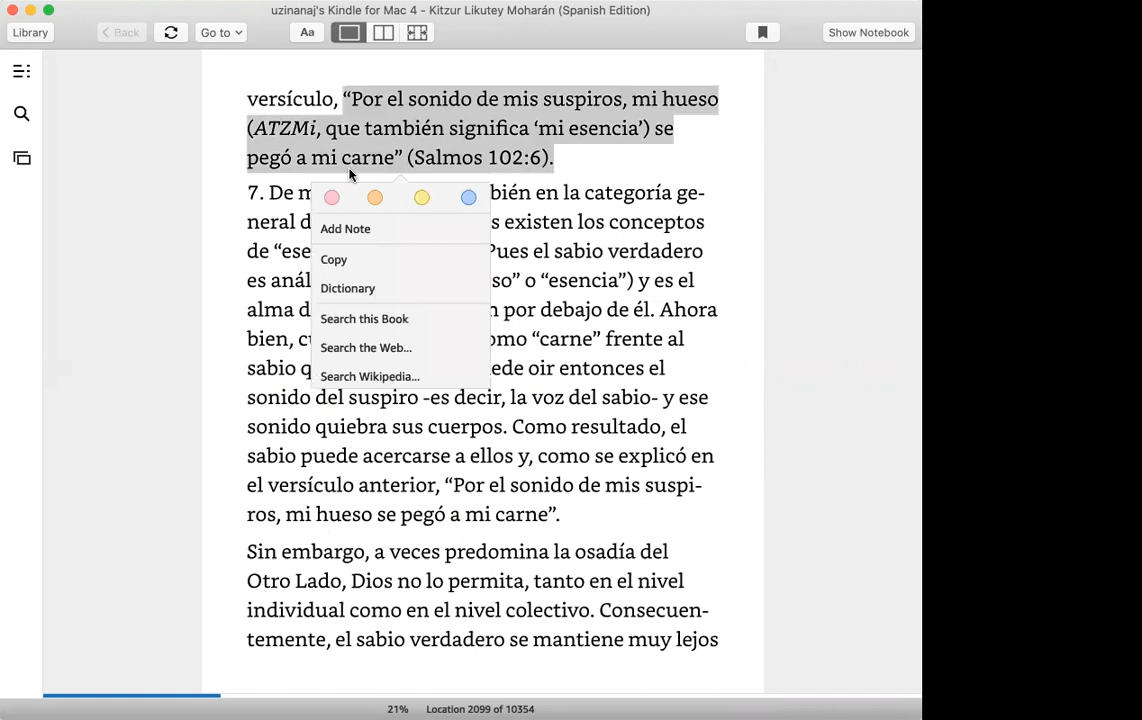 uzinanaj's Kindle for Mac 4 - Kitzur Likutey Moharán (Spanish Edition)
Library
Back
Go to
Aa
Show Notebook
versículo, “Por el sonido de mis suspiros, mi hueso
(ATZMi, que también significa ‘mi esencia’) se
pegó a mi carne” (Salmos 102:6).
7. De m bién en la categoría ge-
neral d s existen los conceptos
de “ese Pues el sabio verdadero
es anál so” o “esencia”) y es el
alma d n por debajo de él. Ahora
bien, cu omo “carne” frente al
sabio q ede oir entonces el
sonido del suspiro -es decir, la voz del sabio- y ese
sonido quiebra sus cuerpos. Como resultado, el
sabio puede acercarse a ellos y, como se explicó en
el versículo anterior, “Por el sonido de mis suspi-
ros, mi hueso se pegó a mi carne”.
Sin embargo, a veces predomina la osadía del
Otro Lado, Dios no lo permita, tanto en el nivel
individual como en el nivel colectivo. Consecuen-
temente, el sabio verdadero se mantiene muy lejos
Add Note
Copy
Dictionary
Search this Book
Search the Web...
Search Wikipedia...
21% Location 2099 of 10354